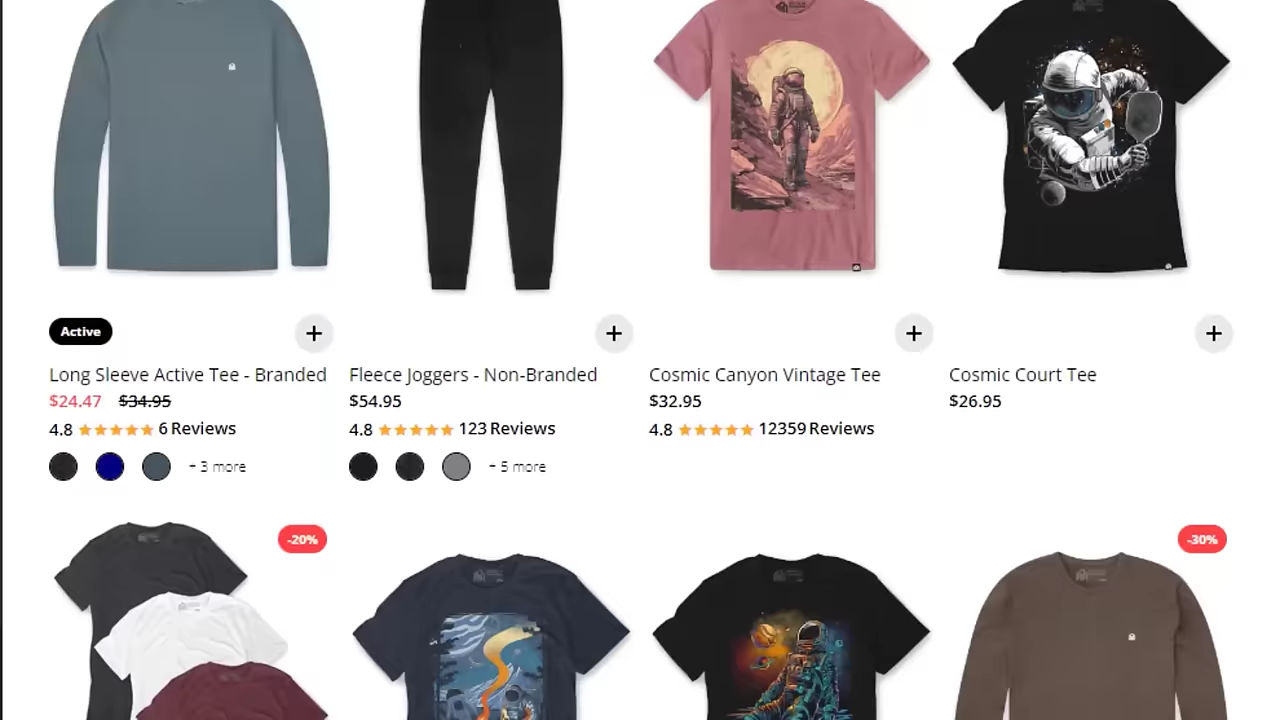 Active
+
+
+
+
Long Sleeve Active Tee - Branded
Fleece Joggers - Non-Branded
Cosmic Canyon Vintage Tee
Cosmic Court Tee
$24.47 $34.95
$54.95
$32.95
$26.95
4.8 6 Reviews
4.8 123 Reviews
4.8 12359 Reviews
+ 3 more
+ 5 more
-20%
-30%